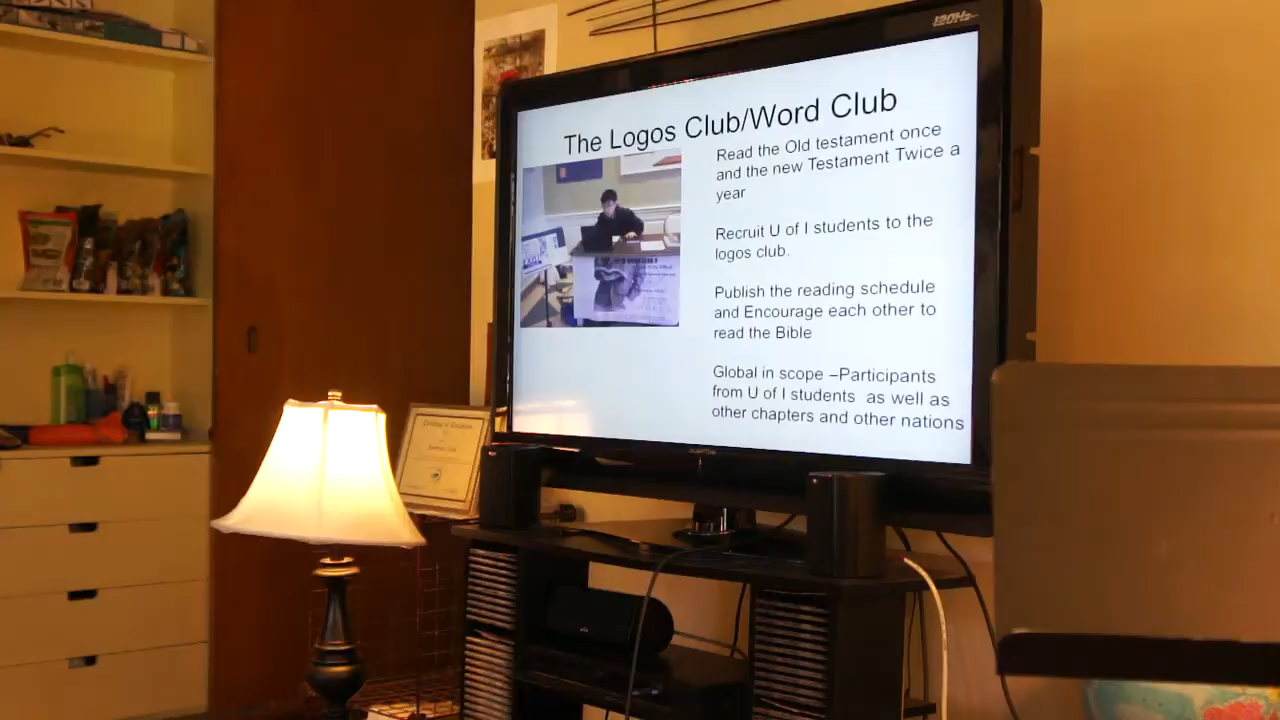 120Hz
The Logos Club/Word Club
Read the Old testament once
and the new Testament Twice a
year
Recruit U of I students to the
logos club.
Publish the reading schedule
and Encourage each other to
read the Bible
Global in scope –Participants
from U of I students as well as
other chapters and other nations